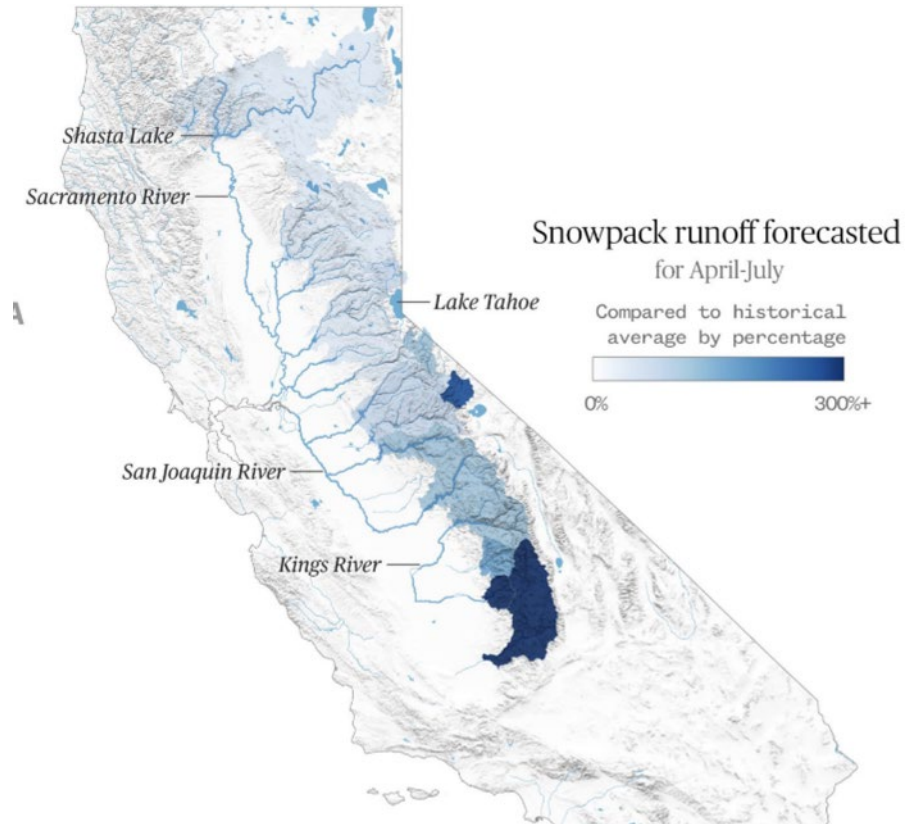 Shasta Lake
Sacramento River
Snowpack runoff forecasted
for April-July
A
Lake Tahoe
Compared to historical
average by percentage
0%
300%+
San Joaquin River
Kings River